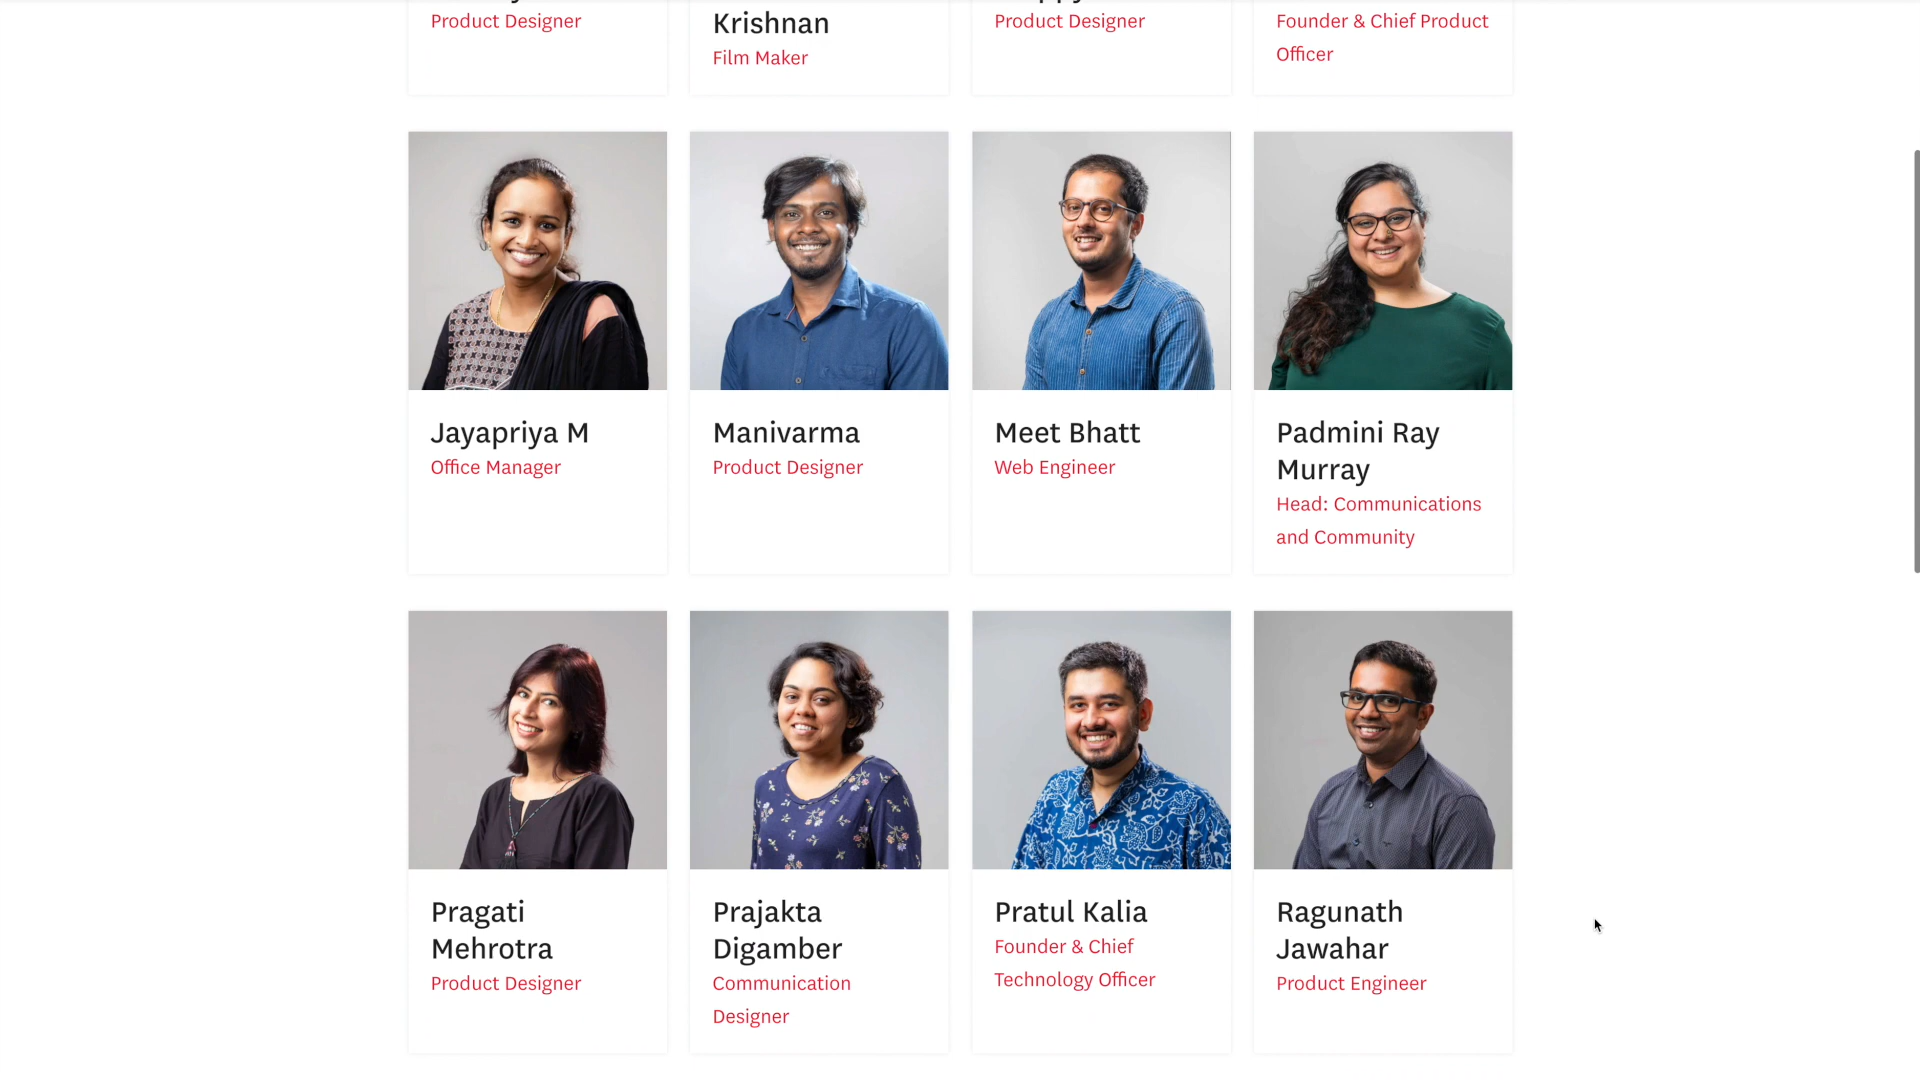 Product Designer
Krishnan
Film Maker
Product Designer
Founder & Chief Product
Officer
Jayapriya M
Office Manager
Manivarma
Product Designer
Meet Bhatt
Web Engineer
Padmini Ray
Murray
Head: Communications
and Community
Pragati
Mehrotra
Product Designer
Prajakta
Digamber
Communication
Designer
Pratul Kalia
Founder & Chief
Technology Officer
Ragunath
Jawahar
Product Engineer